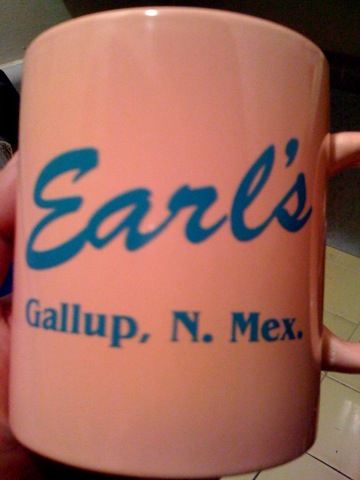 Earl's
Gallup, N. Mex.